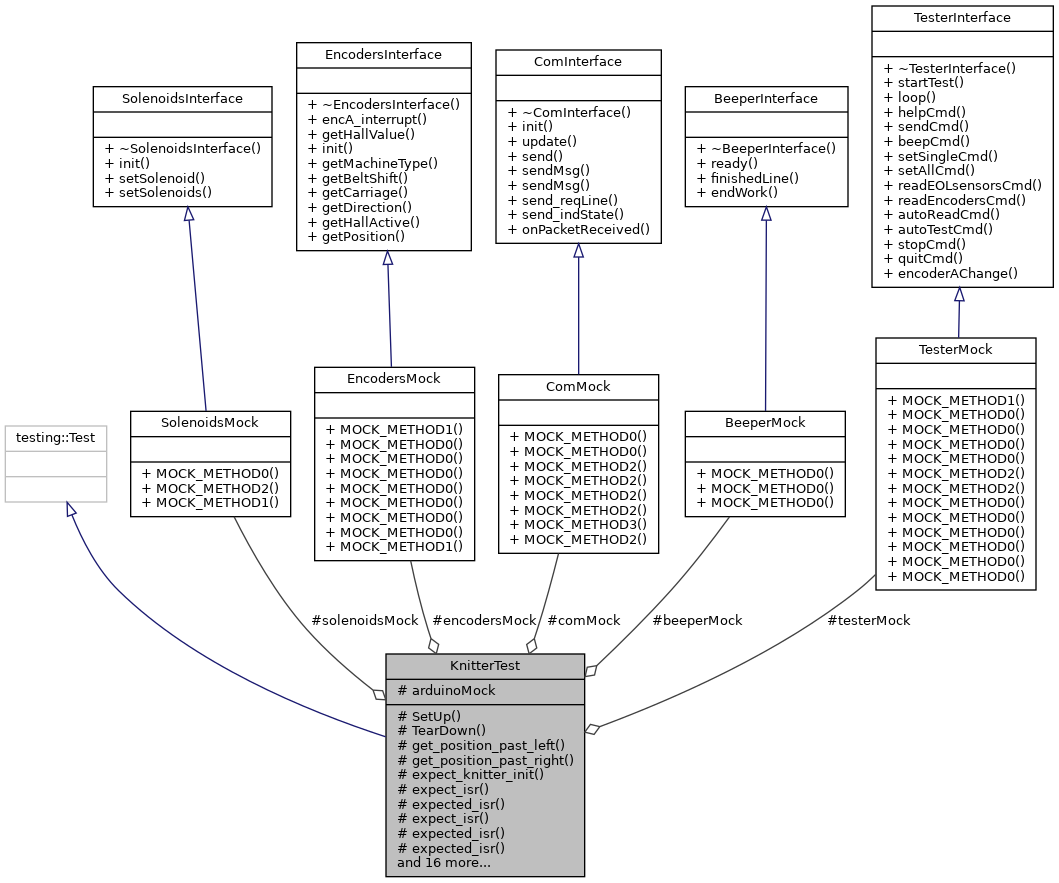 TesterInterface
+ ~TesterInterface()
+ startTest()
+ loop()
+ helpCmd()
+ sendCmd()
+ beepCmd()
+ setSingleCmd()
+ setAllCmd()
+ readEOLsensorsCmd()
+ readEncodersCmd()
+ autoReadCmd()
+ autoTestCmd()
+ stopCmd()
+ quitCmd()
+ encoderAChange()
EncodersInterface
+ ~EncodersInterface()
+ encA_interrupt()
+ getHallValue()
+ init()
+ getMachineType()
+ getBeltShift()
+ getCarriage()
+ getDirection()
+ getHallActive()
+ getPosition()
ComInterface
+ ~ComInterface()
+ init()
+ update()
+ send()
+ sendMsg()
+ sendMsg()
+ send_reqLine()
+ send_indState()
+ onPacketReceived()
SolenoidsInterface
+ ~SolenoidsInterface()
+ init()
+ setSolenoid()
+ setSolenoids()
BeeperInterface
+ ~BeeperInterface()
+ ready()
+ finishedLine()
+ endWork()
TesterMock
+ MOCK_METHOD1()
+ MOCK_METHOD0()
+ MOCK_METHOD0()
+ MOCK_METHOD0()
+ MOCK_METHOD0()
+ MOCK_METHOD2()
+ MOCK_METHOD2()
+ MOCK_METHOD0()
+ MOCK_METHOD0()
+ MOCK_METHOD0()
+ MOCK_METHOD0()
+ MOCK_METHOD0()
+ MOCK_METHOD0()
EncodersMock
+ MOCK_METHOD1()
+ MOCK_METHOD0()
+ MOCK_METHOD0()
+ MOCK_METHOD0()
+ MOCK_METHOD0()
+ MOCK_METHOD0()
+ MOCK_METHOD0()
+ MOCK_METHOD0()
+ MOCK_METHOD1()
ComMock
+ MOCK_METHOD0()
+ MOCK_METHOD0()
+ MOCK_METHOD2()
+ MOCK_METHOD2()
+ MOCK_METHOD2()
+ MOCK_METHOD2()
+ MOCK_METHOD3()
+ MOCK_METHOD2()
SolenoidsMock
+ MOCK_METHOD0()
+ MOCK_METHOD2()
+ MOCK_METHOD1()
BeeperMock
+ MOCK_METHOD0()
+ MOCK_METHOD0()
+ MOCK_METHOD0()
testing::Test
#solenoidsMock
#encodersMock
#comMock
#beeperMock
#testerMock
KnitterTest
# arduinoMock
# SetUp()
# TearDown()
# get_position_past_left()
# get_position_past_right()
# expect_knitter_init()
# expect_isr()
# expected_isr()
# expect_isr()
# expected_isr()
# expected_isr()
and 16 more...